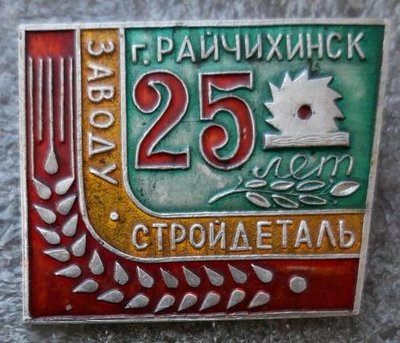 г. РАЙЧИХИНСК
ЗАВОДУ
25
лет
СТРОЙДЕТАЛЬ